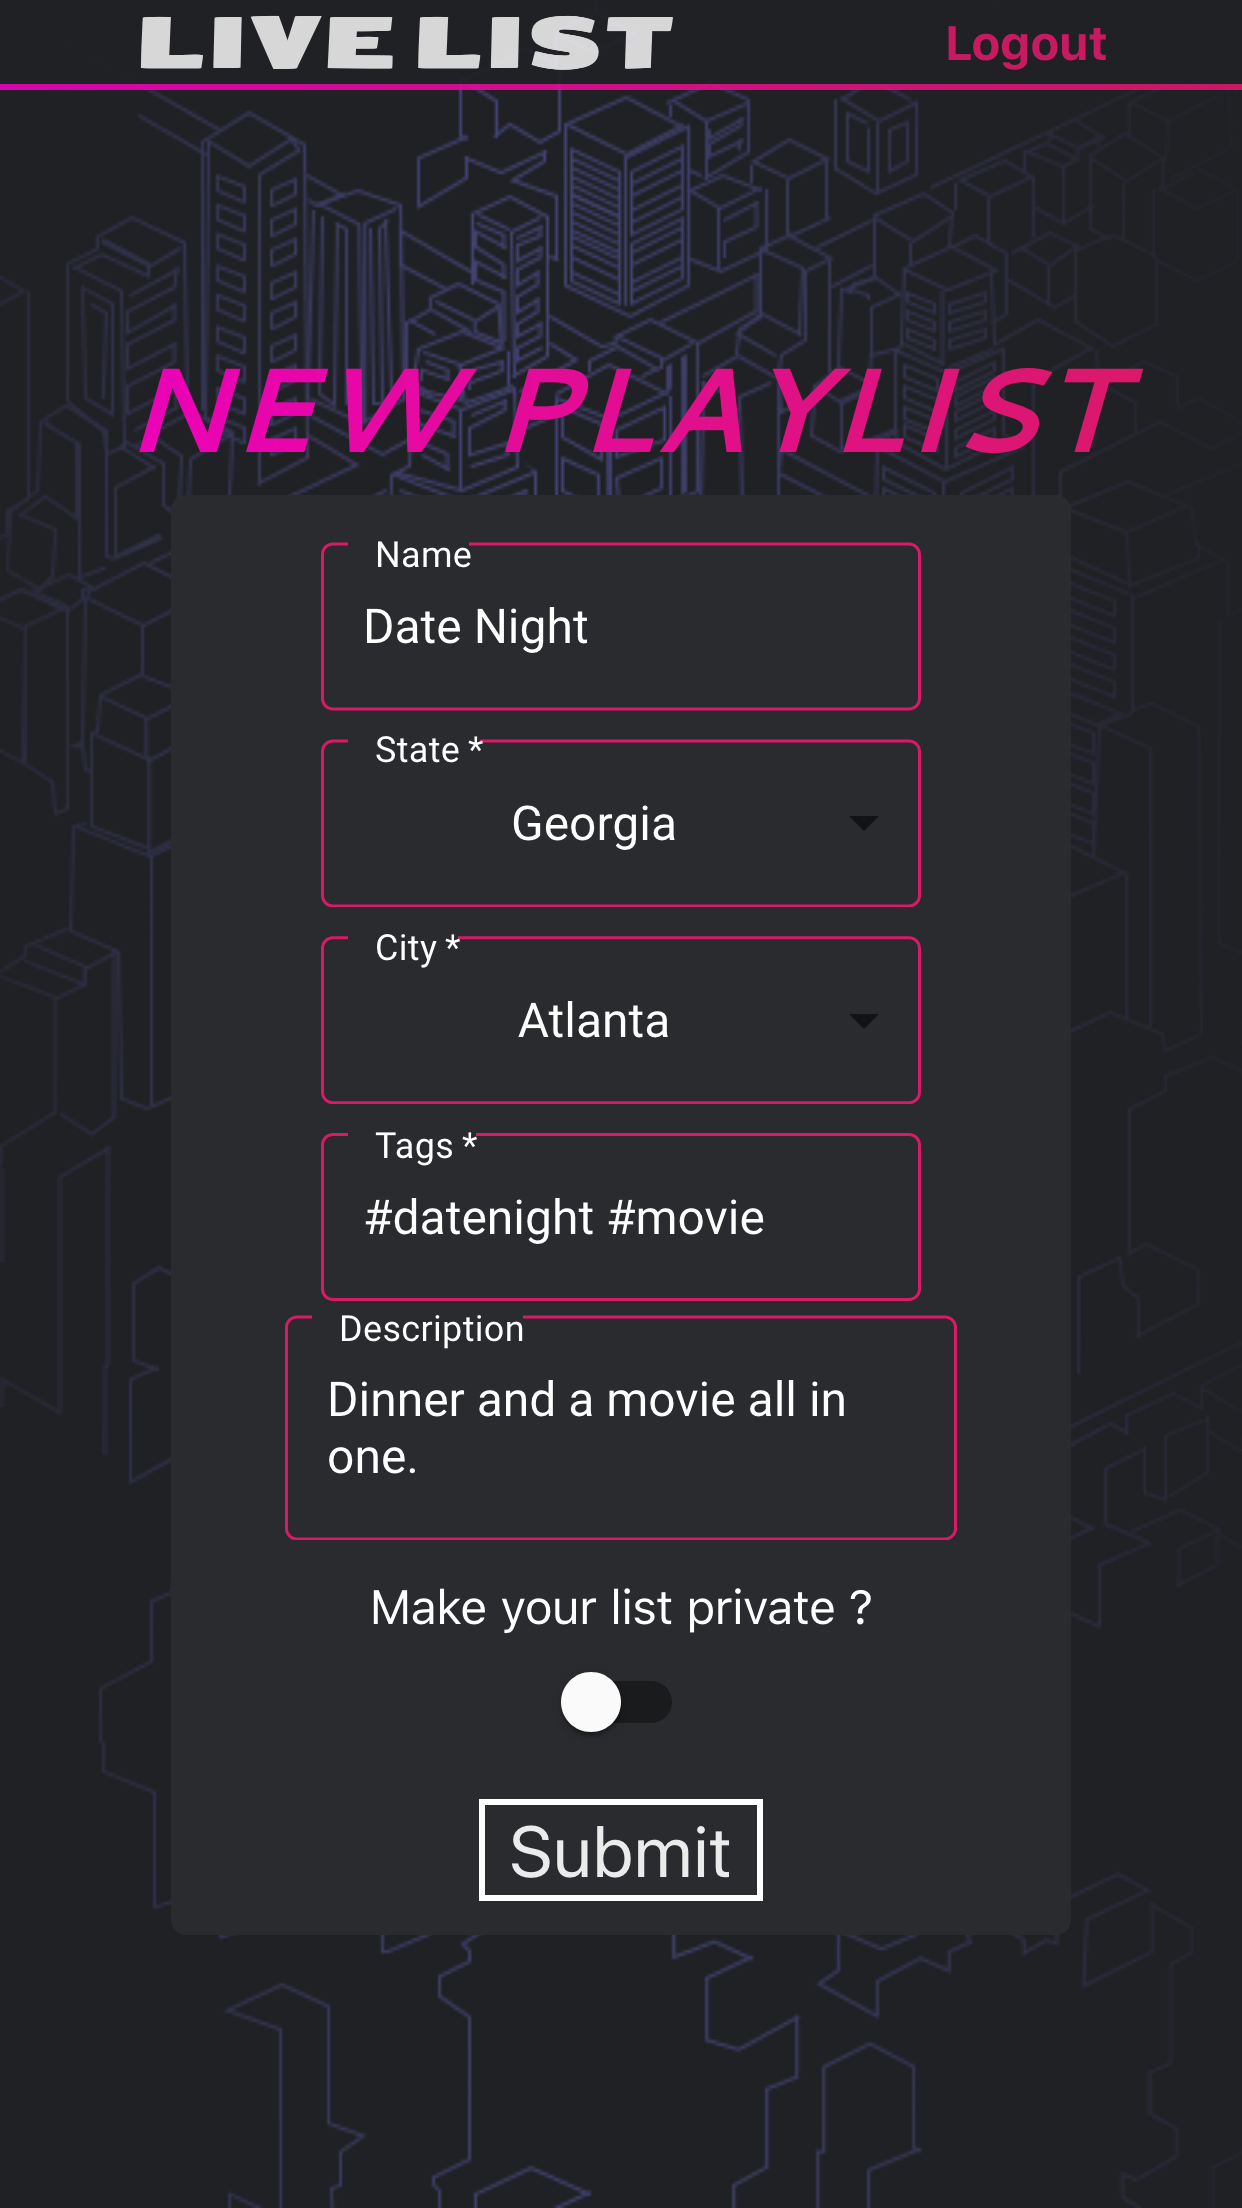 LIVE LIST
Logout
NEW PLAYLIST
Name
Date Night
State *
Georgia
City *
Atlanta
Tags *
#datenight #movie
Description
Dinner and a movie all in
one.
Make your list private ?
Submit